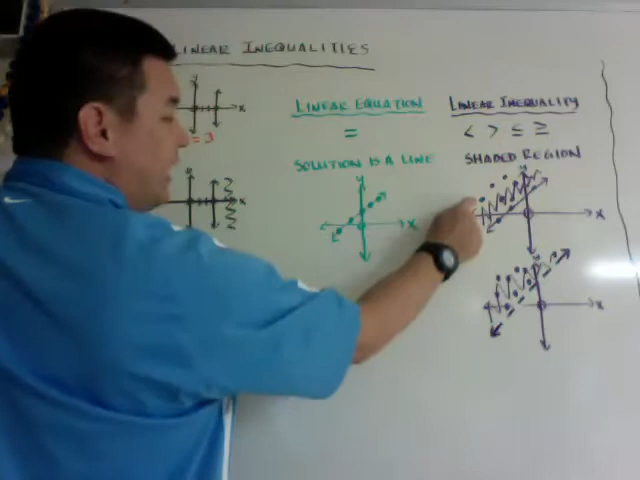 LINEAR INEQUALITIES
y
x
= 3
LINEAR EQUATION
=
SOLUTION IS A LINE
y
x
LINEAR INEQUALITY
< > ≤ ≥
SHADED REGION
y
x
y
x